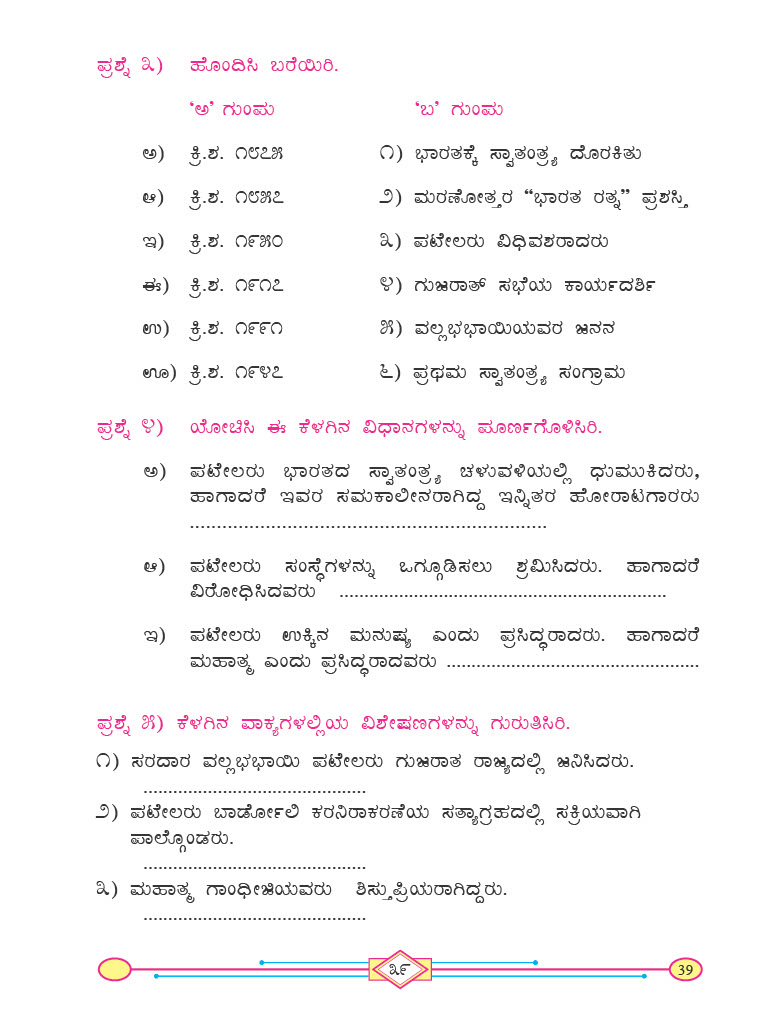 ಪ್ರಶ್ನೆ ೩) ಹೊಂದಿಸಿ ಬರೆಯಿರಿ.
‘ಅ’ ಗುಂಪು ‘ಬ’ ಗುಂಪು
ಅ) ಕ್ರಿ.ಶ. ೧೮೭೫ ೧) ಭಾರತಕ್ಕೆ ಸ್ವಾತಂತ್ರ್ಯ ದೊರಕಿತು
ಆ) ಕ್ರಿ.ಶ. ೧೮೫೭ ೨) ಮರಣೋತ್ತರ “ಭಾರತ ರತ್ನ” ಪ್ರಶಸ್ತಿ
ಇ) ಕ್ರಿ.ಶ. ೧೯೫೦ ೩) ಪಟೇಲರು ವಿಧಿವಶರಾದರು
ಈ) ಕ್ರಿ.ಶ. ೧೯೧೭ ೪) ಗುಜರಾತ್ ಸಭೆಯ ಕಾರ್ಯದರ್ಶಿ
ಉ) ಕ್ರಿ.ಶ. ೧೯೯೧ ೫) ವಲ್ಲಭಭಾಯಿಯವರ ಜನನ
ಊ) ಕ್ರಿ.ಶ. ೧೯೪೭ ೬) ಪ್ರಥಮ ಸ್ವಾತಂತ್ರ್ಯ ಸಂಗ್ರಾಮ
ಪ್ರಶ್ನೆ ೪) ಯೋಚಿಸಿ ಈ ಕೆಳಗಿನ ವಿಧಾನಗಳನ್ನು ಪೂರ್ಣಗೊಳಿಸಿರಿ.
ಅ) ಪಟೇಲರು ಭಾರತದ ಸ್ವಾತಂತ್ರ್ಯ ಚಳುವಳಿಯಲ್ಲಿ ಧುಮುಕಿದರು,
ಹಾಗಾದರೆ ಇವರ ಸಮಕಾಲೀನರಾಗಿದ್ದ ಇನ್ನಿತರ ಹೋರಾಟಗಾರರು
..................................................................
ಆ) ಪಟೇಲರು ಸಂಸ್ಥೆಗಳನ್ನು ಒಗ್ಗೂಡಿಸಲು ಶ್ರಮಿಸಿದರು. ಹಾಗಾದರೆ
ವಿರೋಧಿಸಿದವರು ..................................................................
ಇ) ಪಟೇಲರು ಉಕ್ಕಿನ ಮನುಷ್ಯ ಎಂದು ಪ್ರಸಿದ್ಧರಾದರು. ಹಾಗಾದರೆ
ಮಹಾತ್ಮ ಎಂದು ಪ್ರಸಿದ್ಧರಾದವರು ...................................................
ಪ್ರಶ್ನೆ ೫) ಕೆಳಗಿನ ವಾಕ್ಯಗಳಲ್ಲಿಯ ವಿಶೇಷಣಗಳನ್ನು ಗುರುತಿಸಿರಿ.
೧) ಸರದಾರ ವಲ್ಲಭಭಾಯಿ ಪಟೇಲರು ಗುಜರಾತ ರಾಜ್ಯದಲ್ಲಿ ಜನಿಸಿದರು.
.............................................
೨) ಪಟೇಲರು ಬಾರ್ಡೋಲಿ ಕರನಿರಾಕರಣೆಯ ಸತ್ಯಾಗ್ರಹದಲ್ಲಿ ಸಕ್ರಿಯವಾಗಿ
ಪಾಲ್ಗೊಂಡರು.
.............................................
೩) ಮಹಾತ್ಮ ಗಾಂಧೀಜಿಯವರು ಶಿಸ್ತುಪ್ರಿಯರಾಗಿದ್ದರು.
.............................................
೩೯ 39